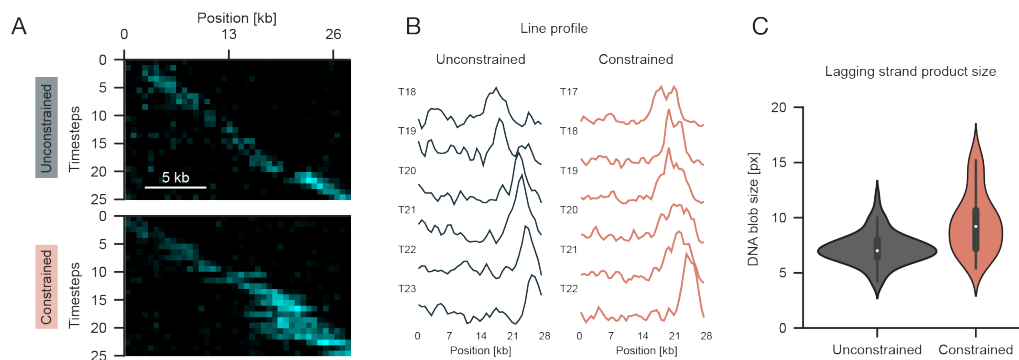 A
Position [kb]
0 13 26
Unconstrained
Timesteps
0
5
10
15
20
25
5 kb
Constrained
Timesteps
0
5
10
15
20
25
B
Line profile
Unconstrained
T18
T19
T20
T21
T22
T23
0 7 14 21 28
Position [kb]
Constrained
T17
T18
T19
T20
T21
T22
0 7 14 21 28
Position [kb]
C
Lagging strand product size
DNA blob size [px]
20
15
10
5
0
Unconstrained Constrained